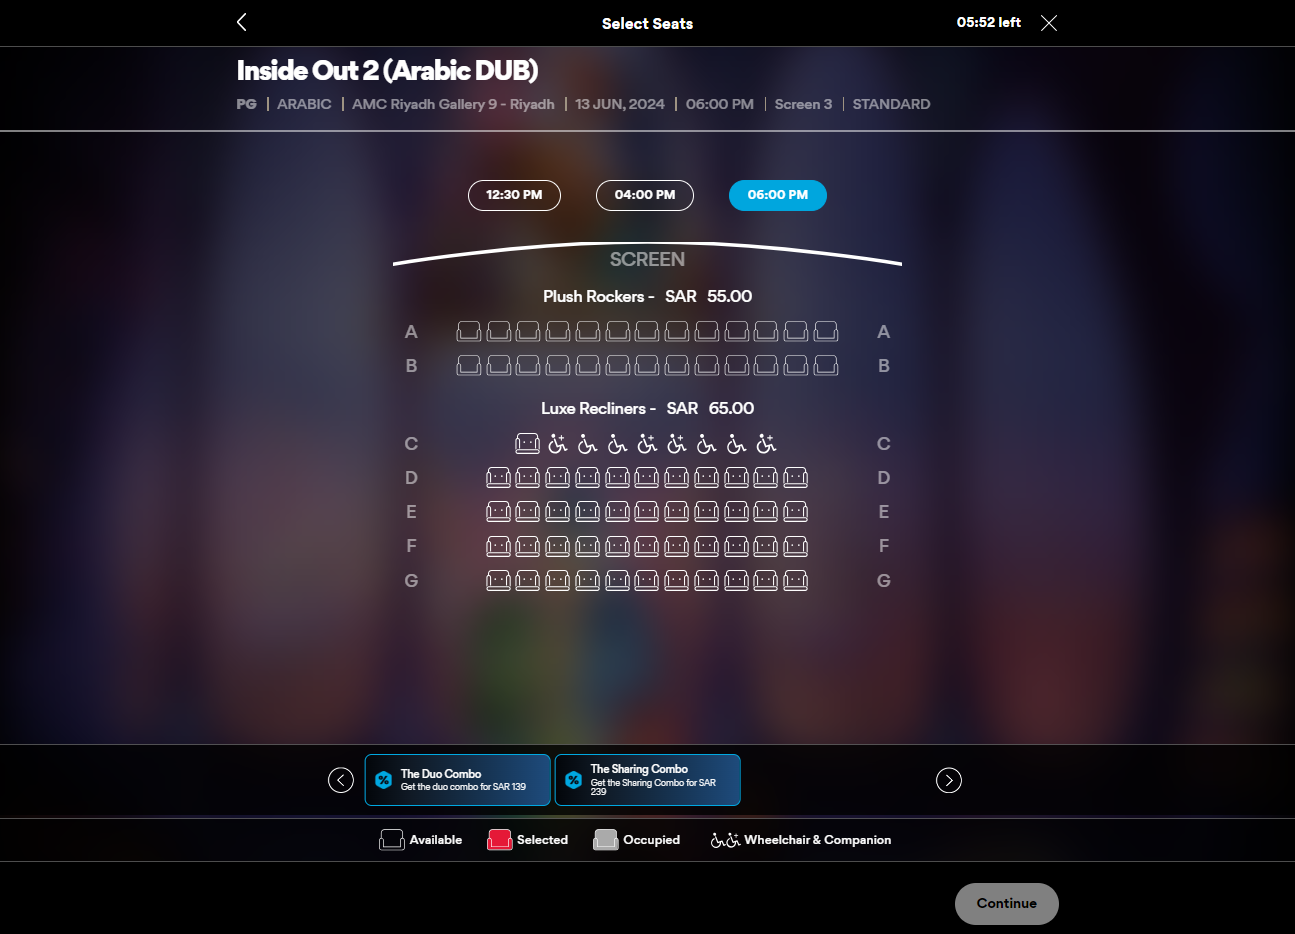 Select Seats
05:52 left
Inside Out 2 (Arabic DUB)
PG | ARABIC | AMC Riyadh Gallery 9 - Riyadh | 13 JUN, 2024 | 06:00 PM | Screen 3 | STANDARD
12:30 PM 04:00 PM 06:00 PM
SCREEN
Plush Rockers - SAR 55.00
A A
B B
Luxe Recliners - SAR 65.00
C C
D D
E E
F F
G G
The Duo Combo
Get the duo combo for SAR 139
The Sharing Combo
Get the Sharing Combo for SAR
239
Available Selected Occupied Wheelchair & Companion
Continue